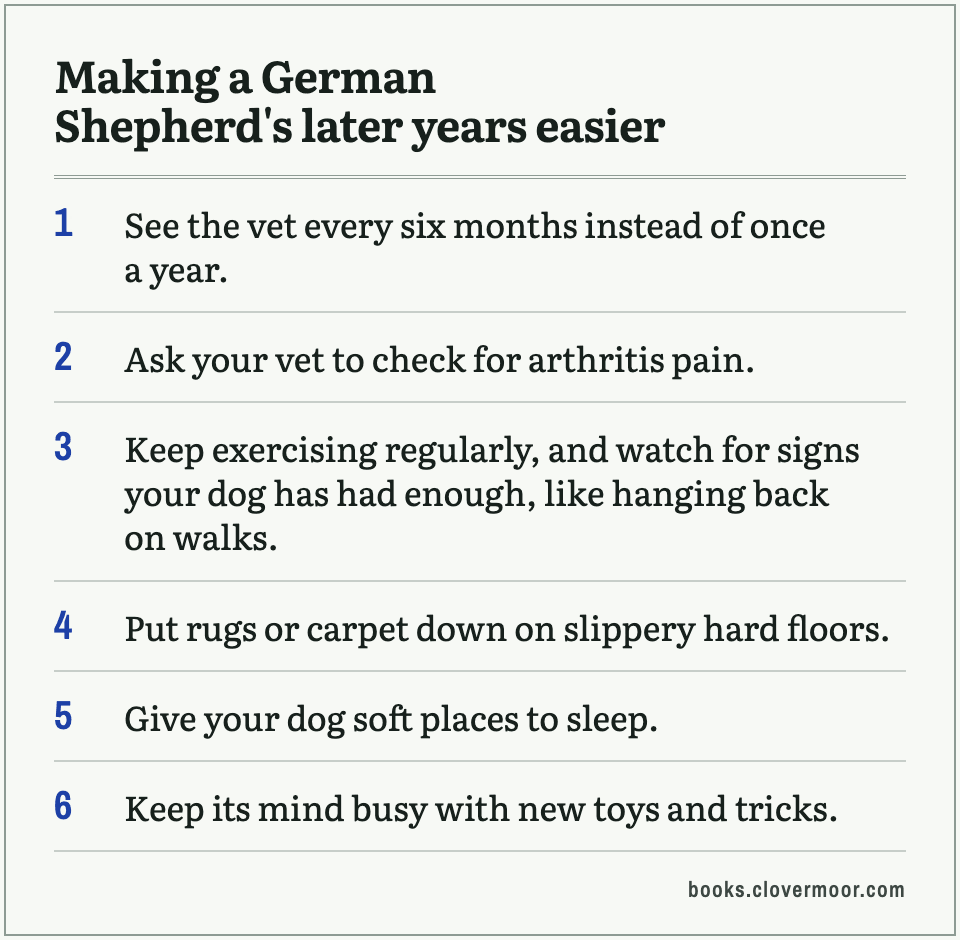 Making a German
Shepherd's later years easier
1 See the vet every six months instead of once
a year.
2 Ask your vet to check for arthritis pain.
3 Keep exercising regularly, and watch for signs
your dog has had enough, like hanging back
on walks.
4 Put rugs or carpet down on slippery hard floors.
5 Give your dog soft places to sleep.
6 Keep its mind busy with new toys and tricks.
books.clovermoor.com